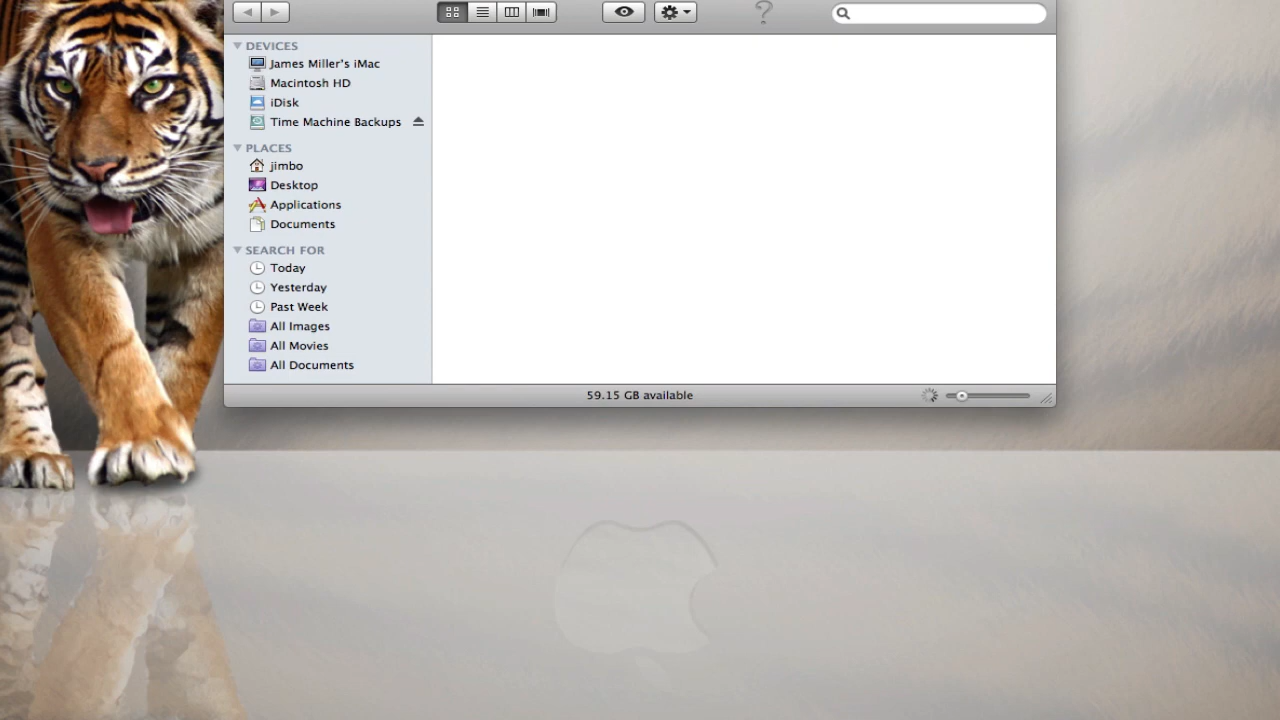 DEVICES
James Miller's iMac
Macintosh HD
iDisk
Time Machine Backups
PLACES
jimbo
Desktop
Applications
Documents
SEARCH FOR
Today
Yesterday
Past Week
All Images
All Movies
All Documents
59.15 GB available